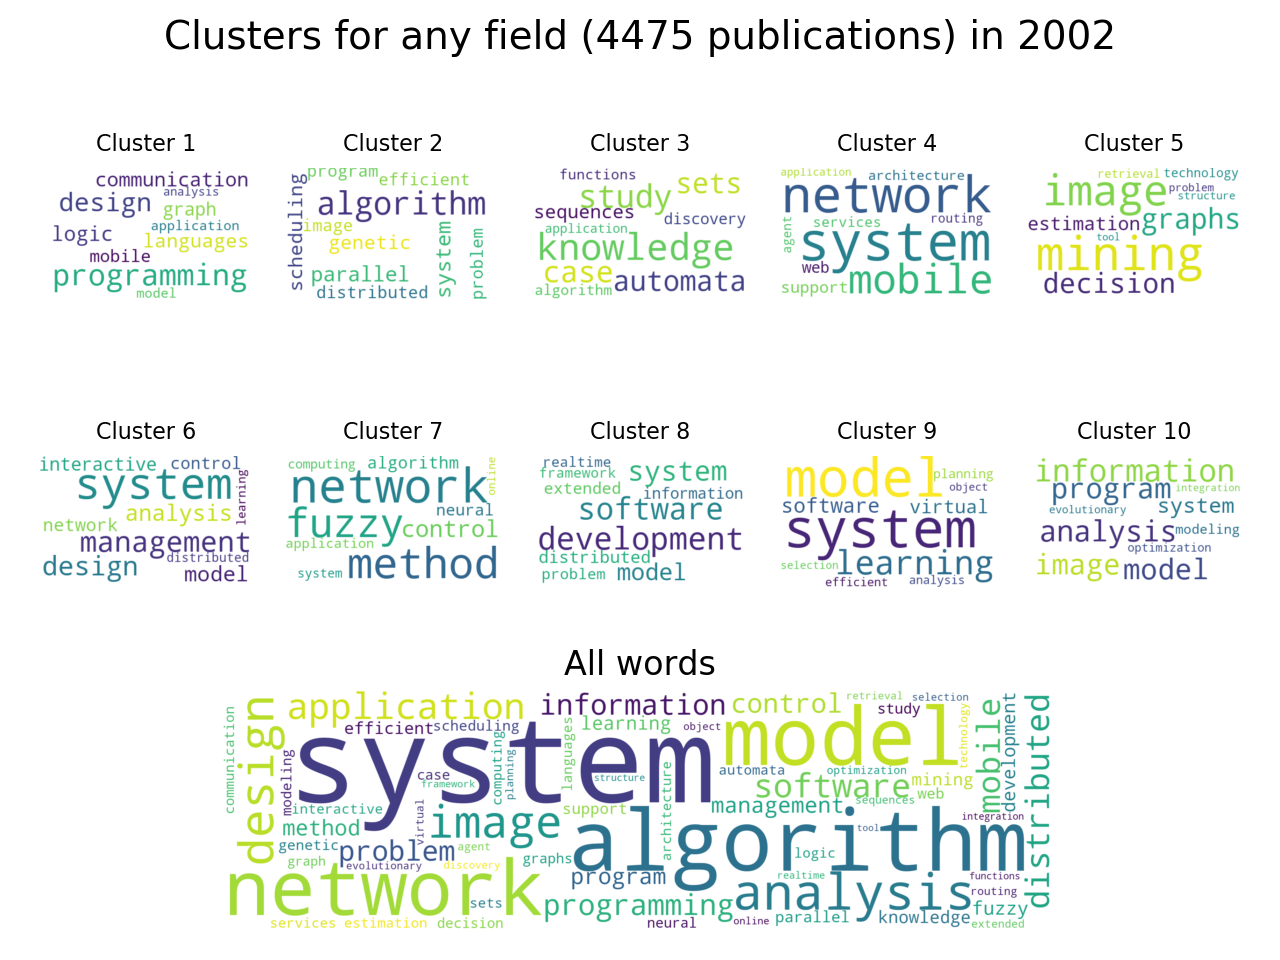 Clusters for any field (4475 publications) in 2002
Cluster 1
communication
analysis
design
graph
application
logic
languages
mobile
programming
model
Cluster 2
program
efficient
scheduling
algorithm
image
genetic
system
problem
parallel
distributed
Cluster 3
functions
study
sets
sequences
discovery
application
knowledge
case
automata
algorithm
Cluster 4
application
architecture
network
agent
services
routing
system
web
support
mobile
Cluster 5
retrieval
technology
image
problem
structure
estimation
graphs
tool
mining
decision
Cluster 6
interactive
control
system
learning
analysis
network
management
distributed
design
model
Cluster 7
computing
algorithm
online
network
neural
fuzzy
control
application
system
method
Cluster 8
realtime
framework
system
extended
information
software
development
distributed
problem
model
Cluster 9
model
planning
object
software
virtual
system
selection
learning
efficient
analysis
Cluster 10
information
program
integration
evolutionary
system
analysis
modeling
optimization
image
model
All words
communication
design
application
information
control
retrieval
selection
study
efficient
scheduling
learning
object
languages
mobile
development
distributed
technology
system
model
modeling
computing
planning
case
framework
structure
automata
optimization
mining
software
web
interactive
virtual
support
architecture
management
sequences
integration
method
image
algorithm
tool
genetic
problem
agent
graph
evolutionary
discovery
graphs
logic
program
realtime
functions
network
sets
analysis
routing
programming
parallel
knowledge
fuzzy
services
estimation
decision
neural
online
extended